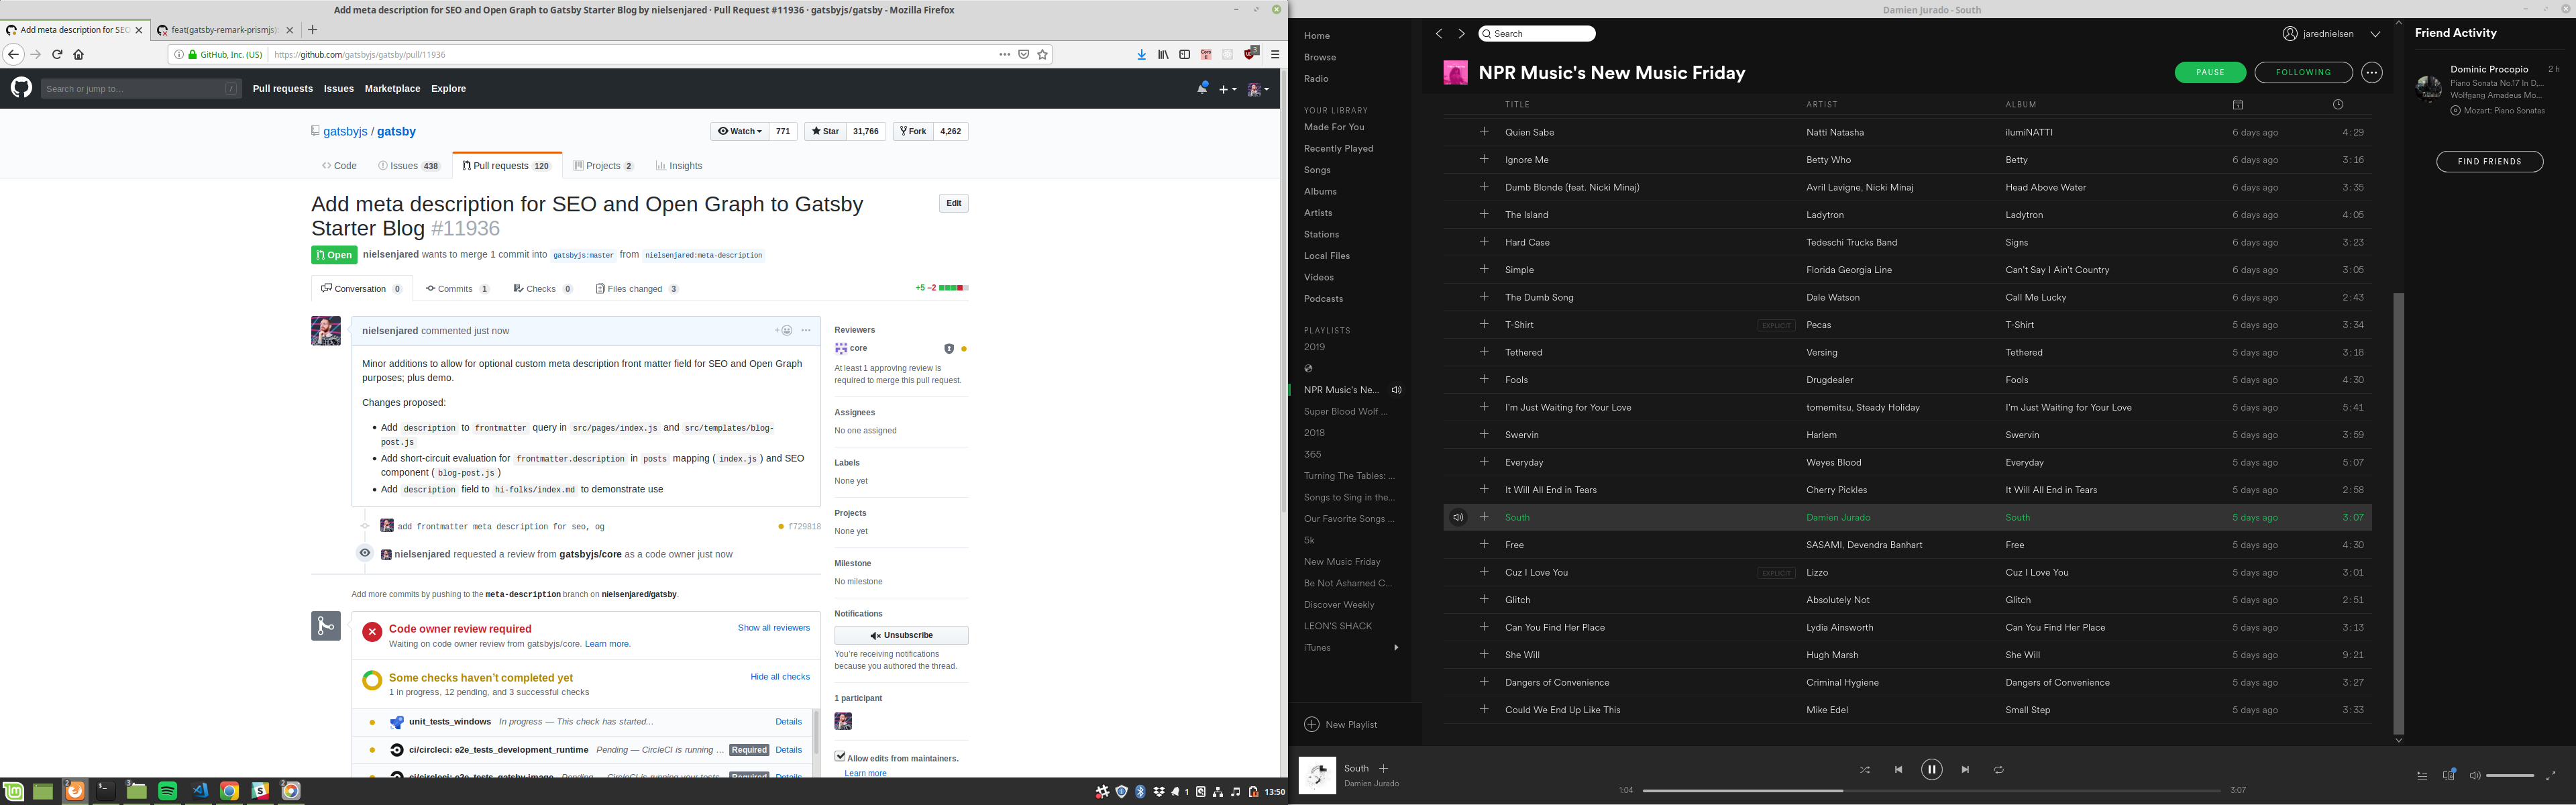 Add meta description for SEO and Open Graph to Gatsby Starter Blog by nielsenjared · Pull Request #11936 · gatsbyjs/gatsby - Mozilla Firefox
Add meta description for SEO
feat(gatsby-remark-prismjs):
GitHub, Inc. (US)
https://github.com/gatsbyjs/gatsby/pull/11936
3
Search or jump to...
/
Pull requests
Issues
Marketplace
Explore
gatsbyjs / gatsby
Watch
771
Star
31,766
Fork
4,262
Code
Issues 438
Pull requests 120
Projects 2
Insights
Add meta description for SEO and Open Graph to Gatsby
Starter Blog #11936
Edit
Open
nielsenjared wants to merge 1 commit into gatsbyjs:master from nielsenjared:meta-description
Conversation 0
Commits 1
Checks 0
Files changed 3
+5 −2
nielsenjared commented just now
Minor additions to allow for optional custom meta description front matter field for SEO and Open Graph
purposes; plus demo.
Changes proposed:
• Add description to frontmatter query in src/pages/index.js and src/templates/blog-
post.js
• Add short-circuit evaluation for frontmatter.description in posts mapping ( index.js ) and SEO
component ( blog-post.js )
• Add description field to hi-folks/index.md to demonstrate use
add frontmatter meta description for seo, og
f729818
nielsenjared requested a review from gatsbyjs/core as a code owner just now
Add more commits by pushing to the meta-description branch on nielsenjared/gatsby.
Code owner review required
Show all reviewers
Waiting on code owner review from gatsbyjs/core. Learn more.
Some checks haven't completed yet
Hide all checks
1 in progress, 12 pending, and 3 successful checks
unit_tests_windows In progress — This check has started...
Details
ci/circleci: e2e_tests_development_runtime Pending — CircleCI is running ...
Required
Details
ci/circleci: e2e_tests_gatsby-image Pending — CircleCI is running your tests
Required
Details
Reviewers
core
At least 1 approving review is
required to merge this pull request.
Assignees
No one assigned
Labels
None yet
Projects
None yet
Milestone
No milestone
Notifications
Unsubscribe
You're receiving notifications
because you authored the thread.
1 participant
Allow edits from maintainers.
Learn more
2
3
2
1
13:50
Damien Jurado - South
Home
Browse
Radio
YOUR LIBRARY
Made For You
Recently Played
Songs
Albums
Artists
Stations
Local Files
Videos
Podcasts
PLAYLISTS
2019
NPR Music's Ne...
Super Blood Wolf ...
2018
365
Turning The Tables: ...
Songs to Sing in the...
Our Favorite Songs ...
5k
New Music Friday
Be Not Ashamed C...
Discover Weekly
LEON'S SHACK
iTunes
New Playlist
Search
jarednielsen
NPR Music's New Music Friday
PAUSE
FOLLOWING
TITLE ARTIST ALBUM
Quien Sabe Natti Natasha ilumiNATTI 6 days ago 4:29
Ignore Me Betty Who Betty 6 days ago 3:16
Dumb Blonde (feat. Nicki Minaj) Avril Lavigne, Nicki Minaj Head Above Water 6 days ago 3:35
The Island Ladytron Ladytron 6 days ago 4:05
Hard Case Tedeschi Trucks Band Signs 6 days ago 3:23
Simple Florida Georgia Line Can't Say I Ain't Country 6 days ago 3:05
The Dumb Song Dale Watson Call Me Lucky 6 days ago 2:43
T-Shirt EXPLICIT Pecas T-Shirt 5 days ago 3:34
Tethered Versing Tethered 5 days ago 3:18
Fools Drugdealer Fools 5 days ago 4:30
I'm Just Waiting for Your Love tomemitsu, Steady Holiday I'm Just Waiting for Your Love 5 days ago 5:41
Swervin Harlem Swervin 5 days ago 3:59
Everyday Weyes Blood Everyday 5 days ago 5:07
It Will All End in Tears Cherry Pickles It Will All End in Tears 5 days ago 2:58
South Damien Jurado South 5 days ago 3:07
Free SASAMI, Devendra Banhart Free 5 days ago 4:30
Cuz I Love You EXPLICIT Lizzo Cuz I Love You 5 days ago 3:01
Glitch Absolutely Not Glitch 5 days ago 2:51
Can You Find Her Place Lydia Ainsworth Can You Find Her Place 5 days ago 3:13
She Will Hugh Marsh She Will 5 days ago 9:21
Dangers of Convenience Criminal Hygiene Dangers of Convenience 5 days ago 3:27
Could We End Up Like This Mike Edel Small Step 5 days ago 3:33
Friend Activity
Dominic Procopio 2 h
Piano Sonata No.17 In D,...
Wolfgang Amadeus Mo...
Mozart: Piano Sonatas
FIND FRIENDS
South
Damien Jurado
1:04
3:07